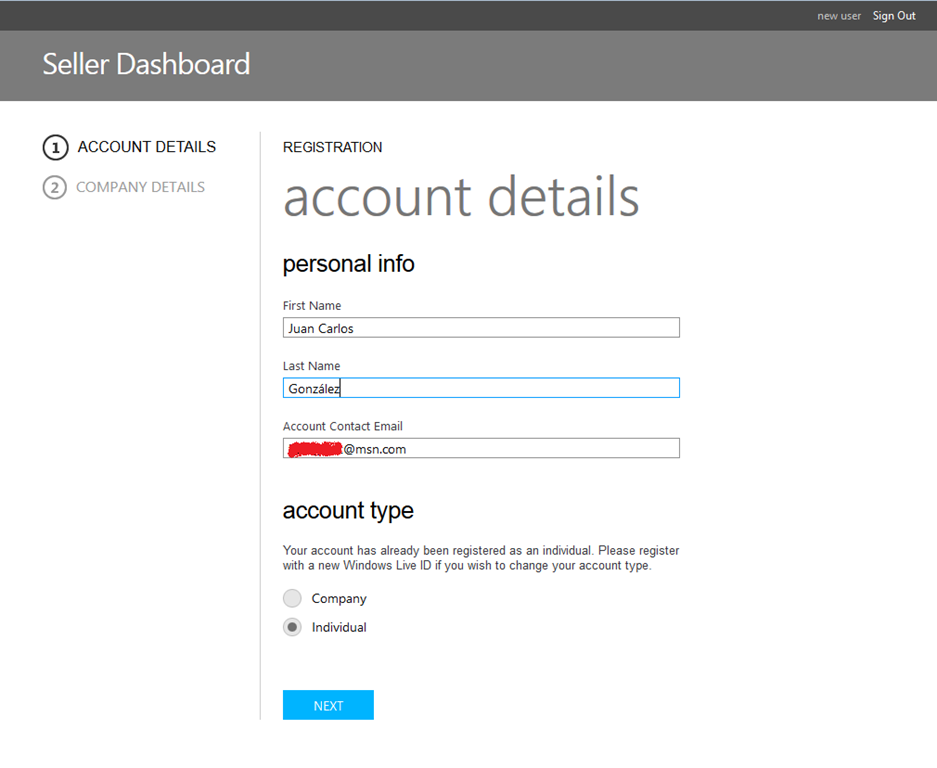 new user Sign Out
Seller Dashboard
1 ACCOUNT DETAILS
2 COMPANY DETAILS
REGISTRATION
account details
personal info
First Name
Juan Carlos
Last Name
González
Account Contact Email
@msn.com
account type
Your account has already been registered as an individual. Please register
with a new Windows Live ID if you wish to change your account type.
Company
Individual
NEXT